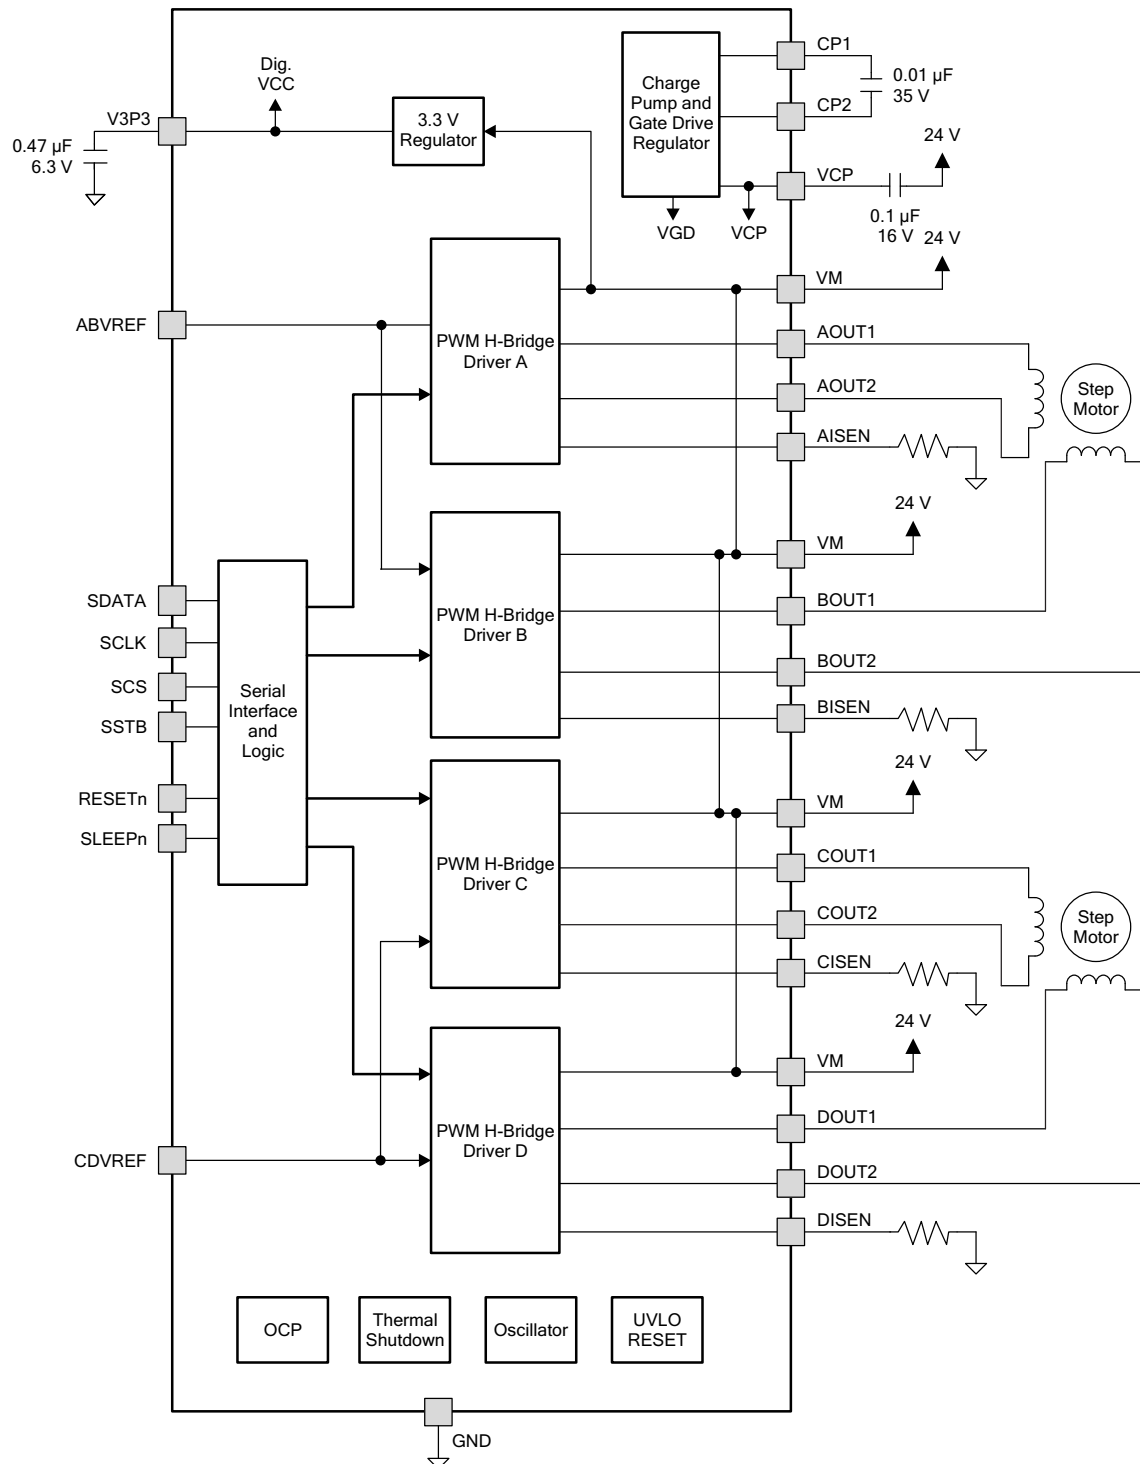 CP1
0.01 µF
35 V
Charge
Pump and
Gate Drive
Regulator
CP2
Dig.
VCC
V3P3
3.3 V
Regulator
0.47 µF
6.3 V
24 V
VCP
0.1 µF
16 V
VGD
VCP
24 V
VM
ABVREF
PWM H-Bridge
Driver A
AOUT1
AOUT2
AISEN
Step
Motor
24 V
VM
PWM H-Bridge
Driver B
BOUT1
BOUT2
BISEN
SDATA
SCLK
SCS
SSTB
RESETn
SLEEPn
Serial
Interface
and
Logic
24 V
VM
PWM H-Bridge
Driver C
COUT1
COUT2
CISEN
Step
Motor
24 V
VM
CDVREF
PWM H-Bridge
Driver D
DOUT1
DOUT2
DISEN
OCP
Thermal
Shutdown
Oscillator
UVLO
RESET
GND